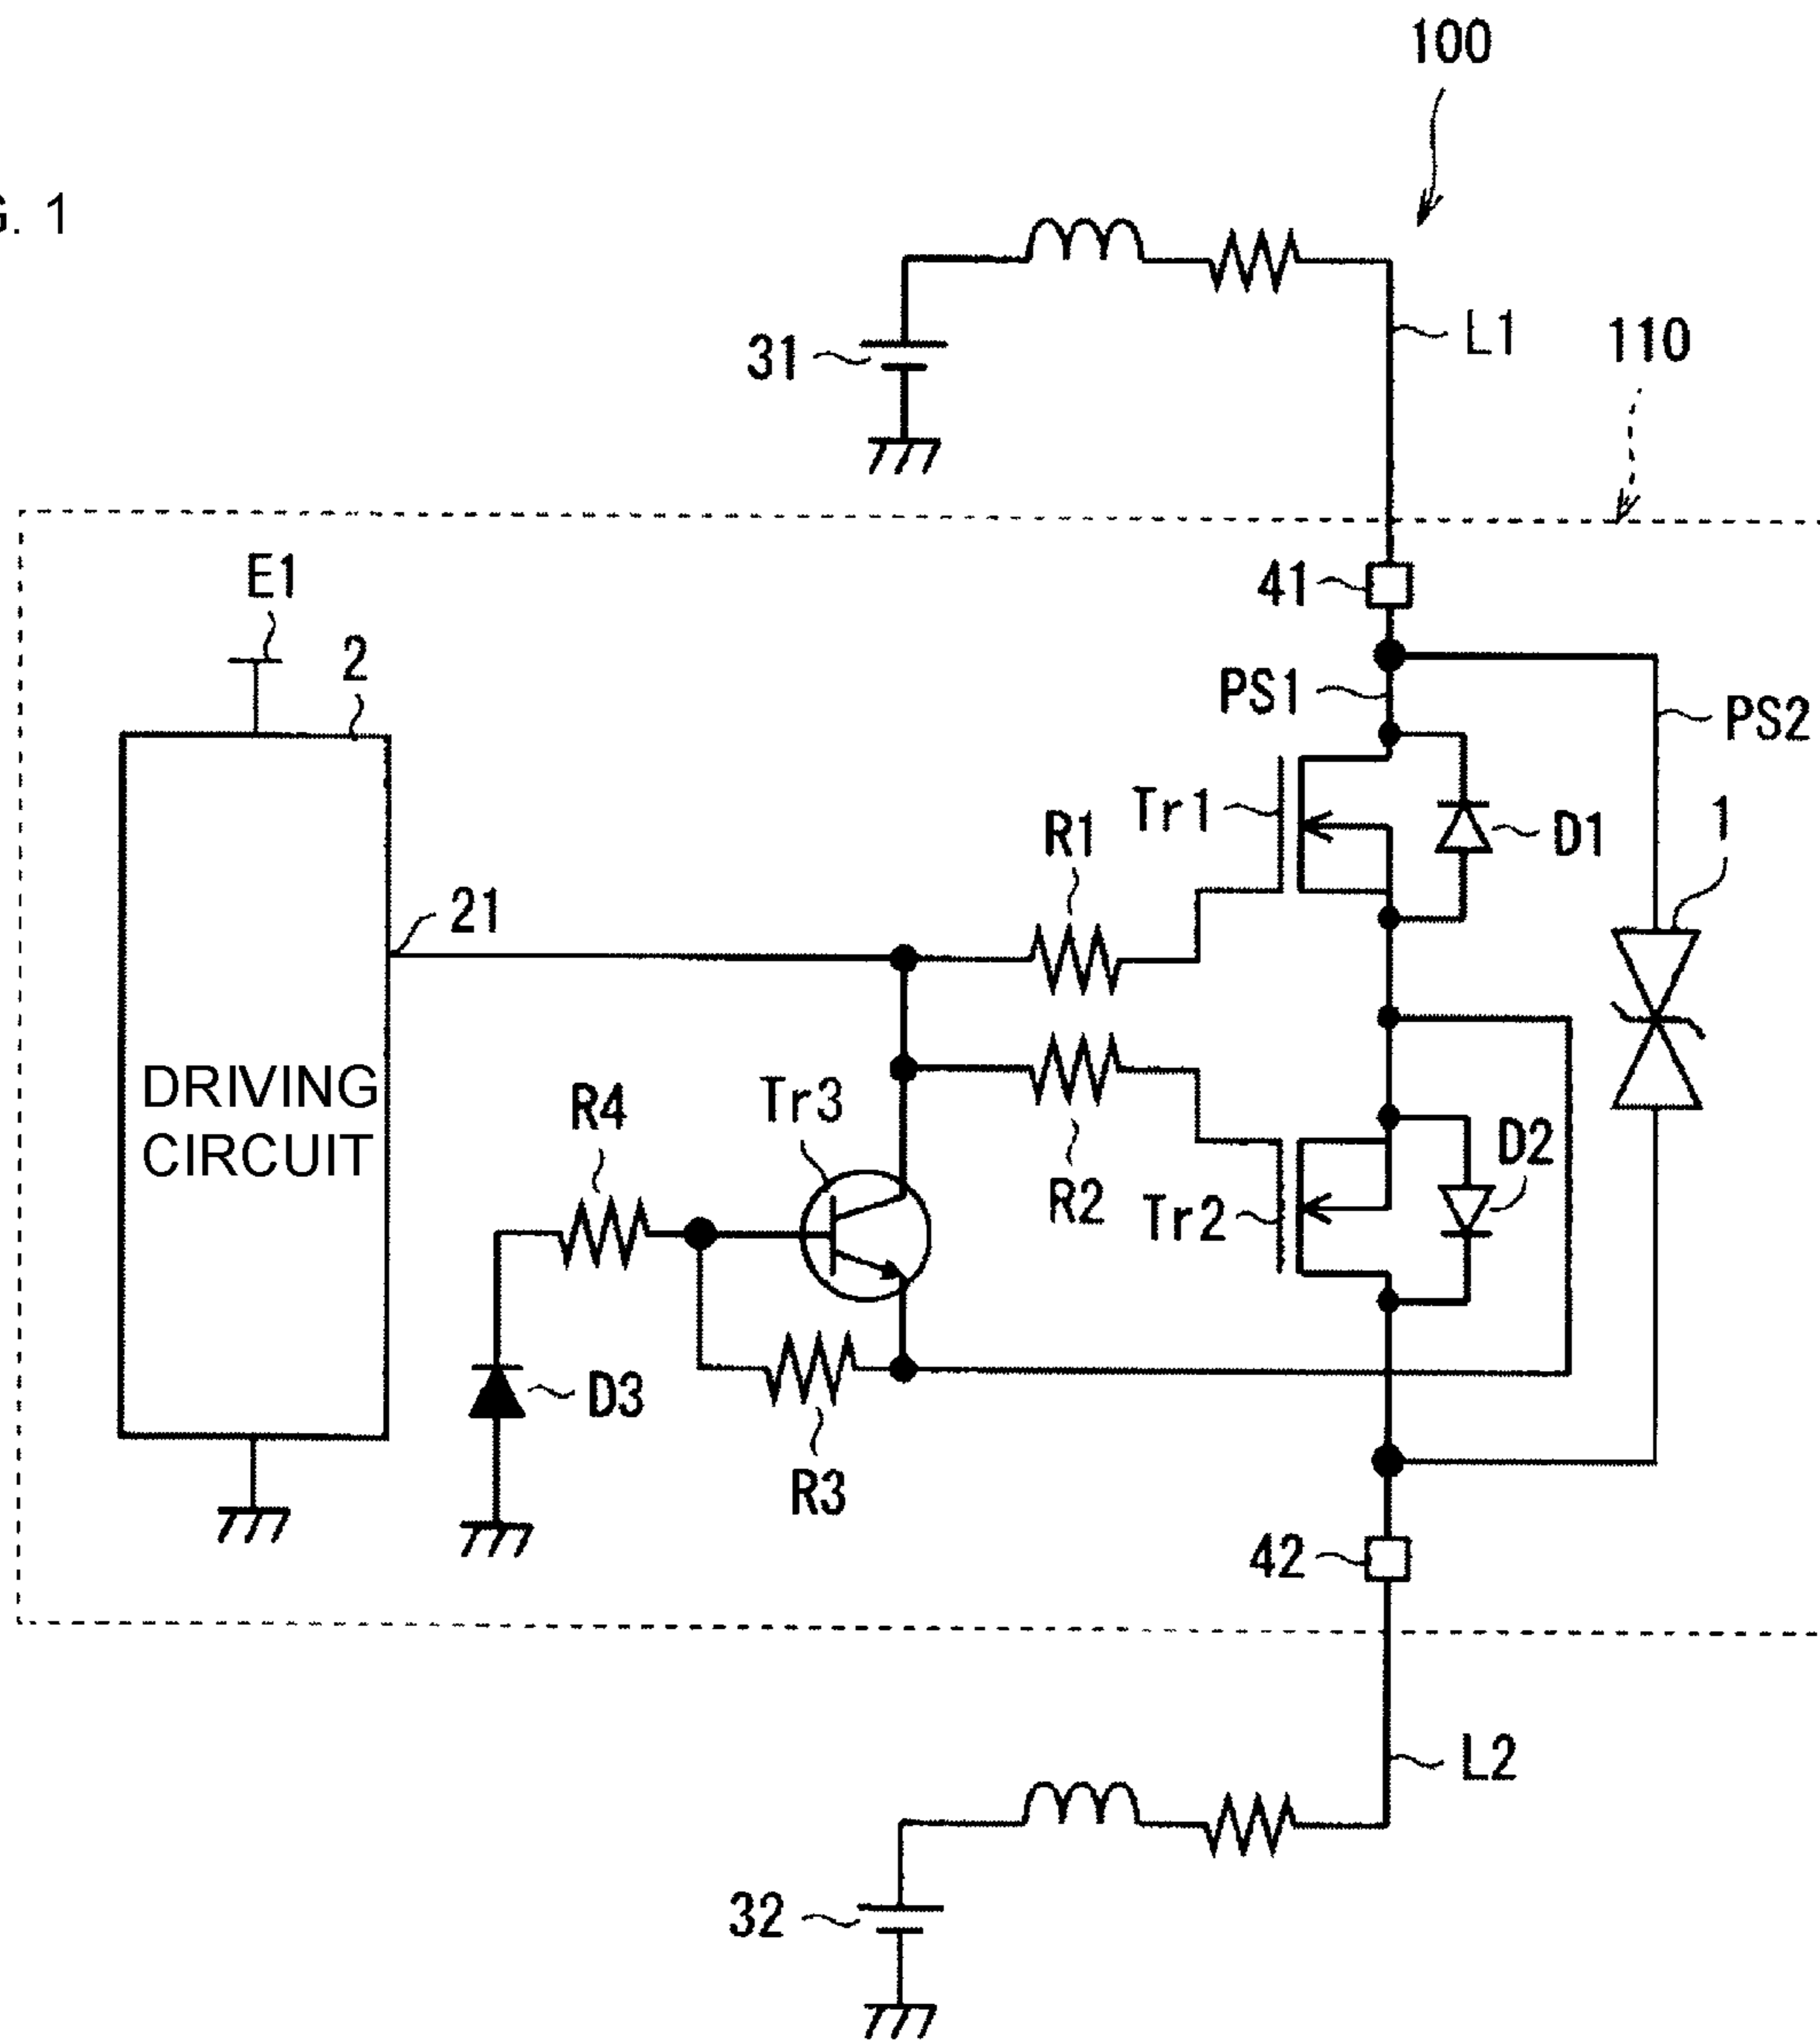 100
G. 1
L1
31
110
E1
41
2
PS1
PS2
Tr1
1
R1
D1
21
DRIVING
CIRCUIT
Tr3
R4
D2
R2
Tr2
D3
R3
42
L2
32